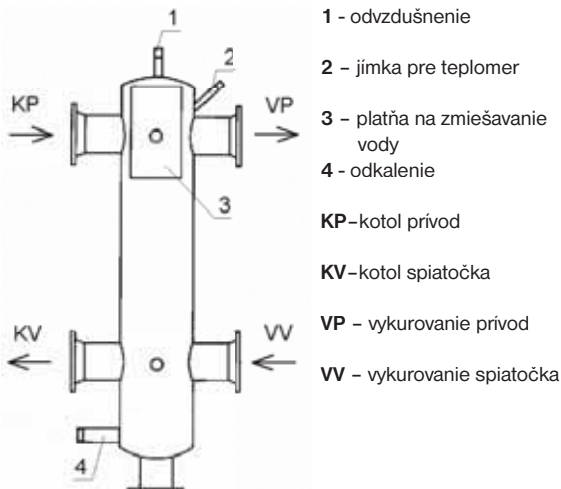 1
2
KP
VP
3
KV
VV
4
1 - odvzdušnenie
2 – jímka pre teplomer
3 – platňa na zmiešavanie
vody
4 - odkalenie
KP–kotol prívod
KV–kotol spiatočka
VP – vykurovanie prívod
VV – vykurovanie spiatočka